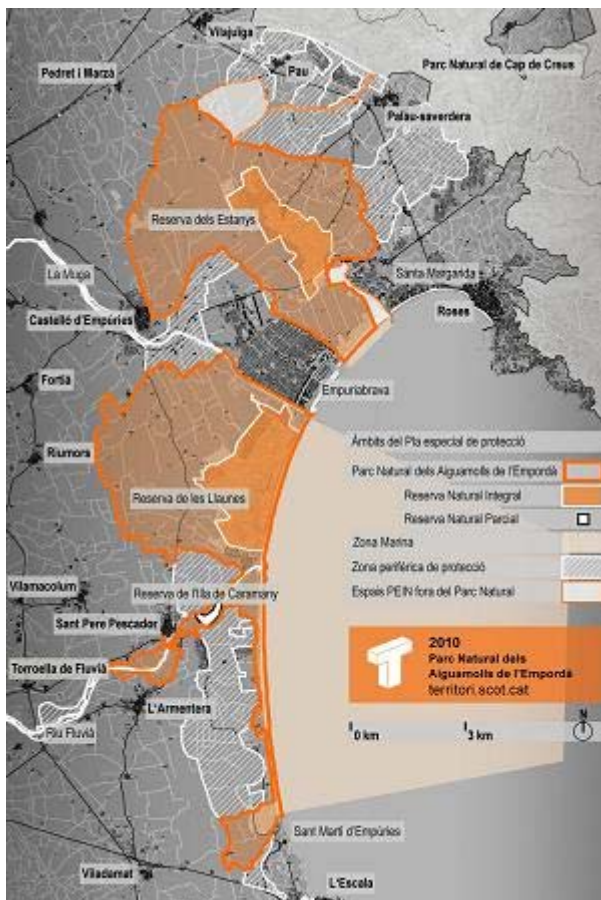 Vilajuïga
Pau
Parc Natural de Cap de Creus
Pedret i Marzà
Palau-saverdera
Reserva dels Estanys
La Muga
Santa Margarida
Roses
Castelló d'Empúries
Empuriabrava
Fortià
Riumors
Àmbits del Pla especial de protecció
Parc Natural dels Aiguamolls de l'Empordà
Reserva Natural Integral
Reserva Natural Parcial
Zona Marina
Zona perifèrica de protecció
Espais PEIN fora del Parc Natural
Reserva de les Llaunes
Vilamacolum
Reserva de l'Illa de Caramany
Sant Pere Pescador
Torroella de Fluvià
L'Armentera
Riu Fluvià
2010
Parc Natural dels
Aiguamolls de l'Empordà
territori.scot.cat
0 km
3 km
N
Sant Martí d'Empúries
Viladamat
L'Escala